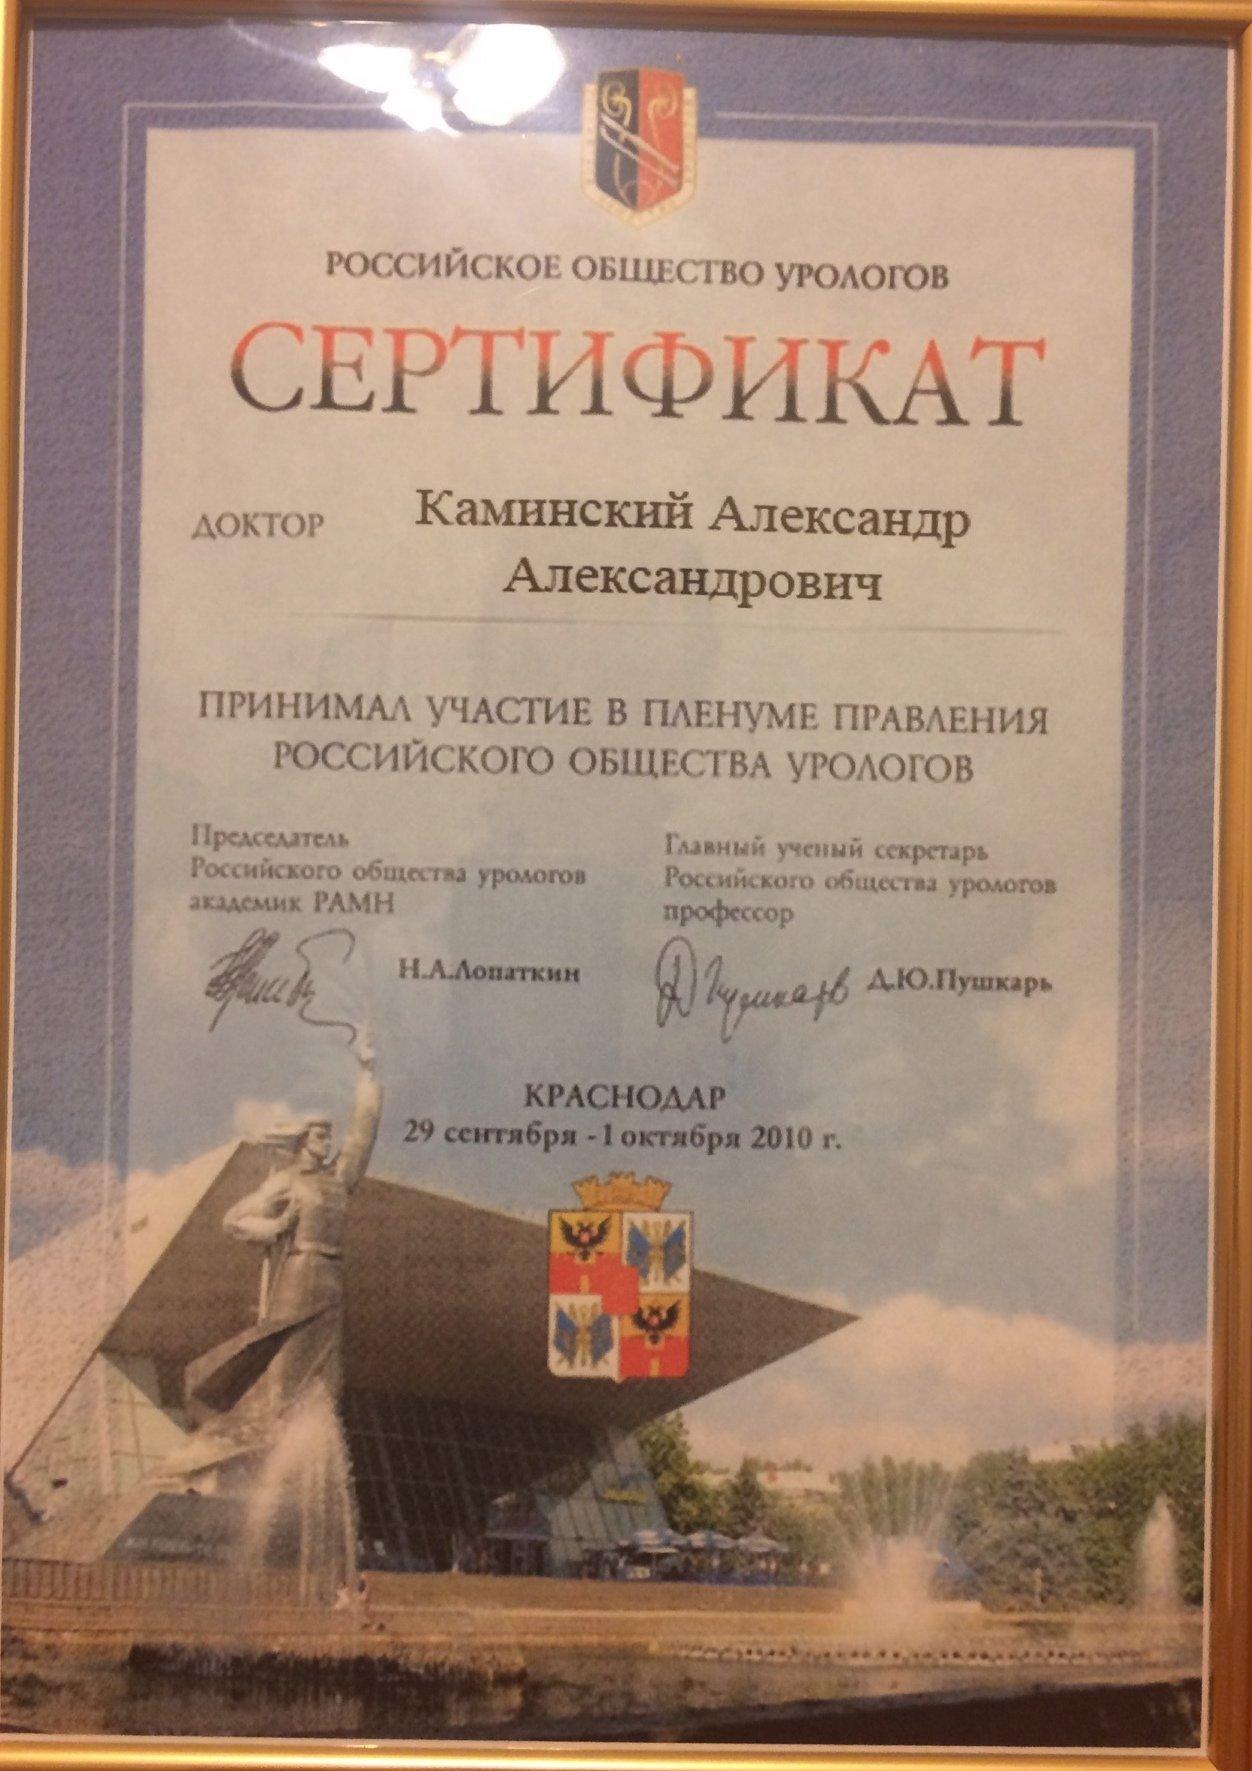 РОССИЙСКОЕ ОБЩЕСТВО УРОЛОГОВ
СЕРТИФИКАТ
ДОКТОР Каминский Александр
Александрович
ПРИНИМАЛ УЧАСТИЕ В ПЛЕНУМЕ ПРАВЛЕНИЯ
РОССИЙСКОГО ОБЩЕСТВА УРОЛОГОВ
Председатель
Российского общества урологов
академик РАМН
Н.А.Лопаткин
Главный ученый секретарь
Российского общества урологов
профессор
Д.Ю.Пушкарь
КРАСНОДАР
29 сентября - 1 октября 2010 г.